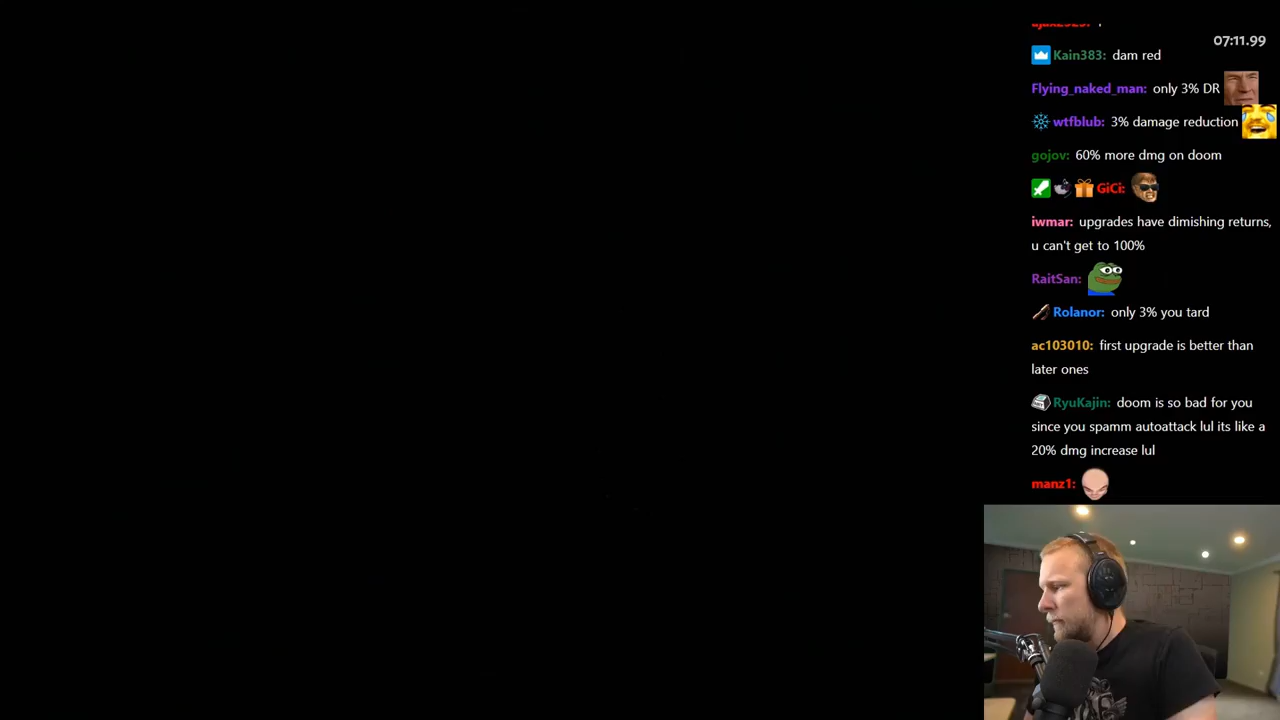 07:11.99
Kain383: dam red
Flying_naked_man: only 3% DR
wtfblub: 3% damage reduction
gojov: 60% more dmg on doom
GiCi:
iwmar: upgrades have dimishing returns,
u can't get to 100%
RaitSan:
Rolanor: only 3% you tard
ac103010: first upgrade is better than
later ones
RyuKajin: doom is so bad for you
since you spamm autoattack lul its like a
20% dmg increase lul
manz1: